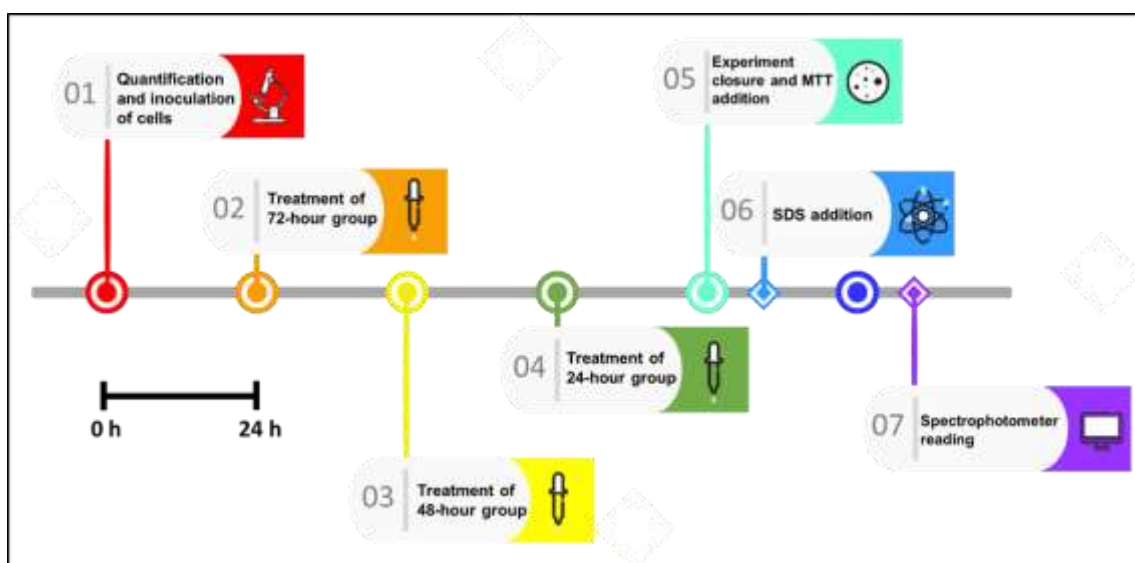 01
Quantification
and inoculation
of cells
02
Treatment of
72-hour group
03
Treatment of
48-hour group
04
Treatment of
24-hour group
05
Experiment
closure and MTT
addition
06
SDS addition
07
Spectrophotometer
reading
0 h
24 h